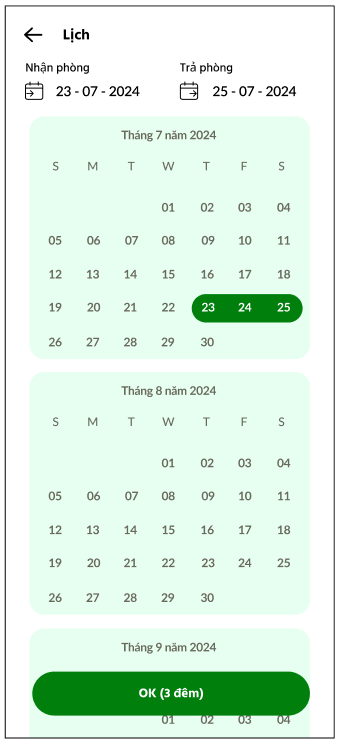 Lịch
Nhận phòng Trả phòng
23 - 07 - 2024 25 - 07 - 2024
Tháng 7 năm 2024
S M T W T F S
01 02 03 04
05 06 07 08 09 10 11
12 13 14 15 16 17 18
19 20 21 22 23 24 25
26 27 28 29 30
Tháng 8 năm 2024
S M T W T F S
01 02 03 04
05 06 07 08 09 10 11
12 13 14 15 16 17 18
19 20 21 22 23 24 25
26 27 28 29 30
Tháng 9 năm 2024
OK (3 đêm)
01 02 03 04